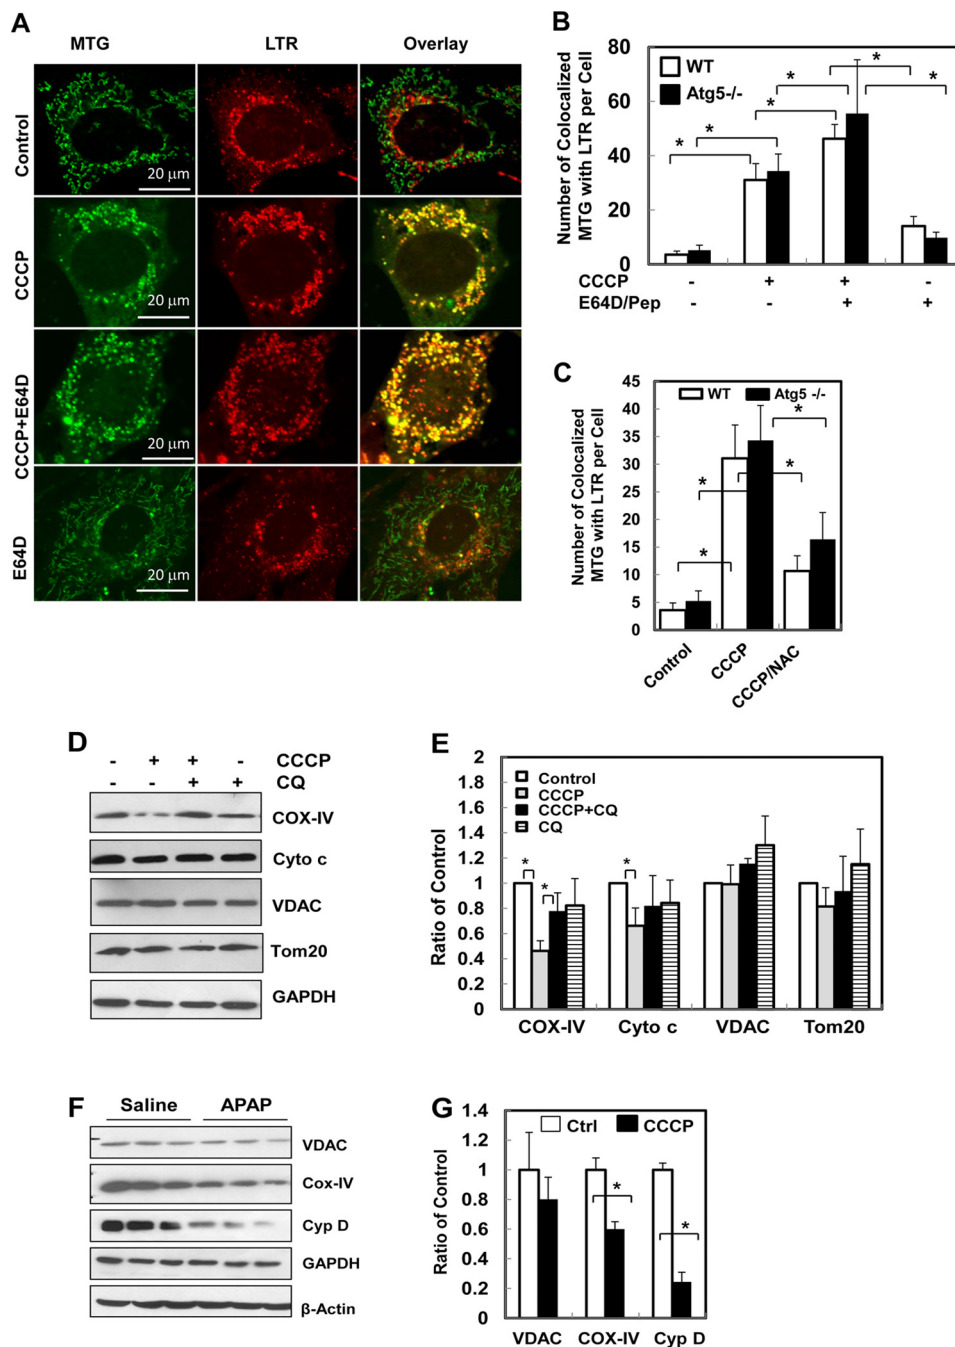 A
MTG LTR Overlay
Control
20 μm
CCCP
20 μm
CCCP+E64D
20 μm
E64D
20 μm
B
Number of Colocalized
MTG with LTR per Cell
80
60
40
20
0
WT
Atg5-/-
* * * * * * * *
CCCP - + + -
E64D/Pep - - + +
C
Number of Colocalized
MTG with LTR per Cell
45
40
35
30
25
20
15
10
5
0
WT Atg5 -/-
* * * *
Control CCCP CCCP/NAC
D
- + + - CCCP
- - + + CQ
COX-IV
Cyto c
VDAC
Tom20
GAPDH
E
Ratio of Control
2
1.8
1.6
1.4
1.2
1
0.8
0.6
0.4
0.2
0
Control
CCCP
CCCP+CQ
CQ
* * *
COX-IV Cyto c VDAC Tom20
F
Saline APAP
VDAC
Cox-IV
Cyp D
GAPDH
β-Actin
G
Ratio of Control
1.4
1.2
1
0.8
0.6
0.4
0.2
0
Ctrl CCCP
* *
VDAC COX-IV Cyp D